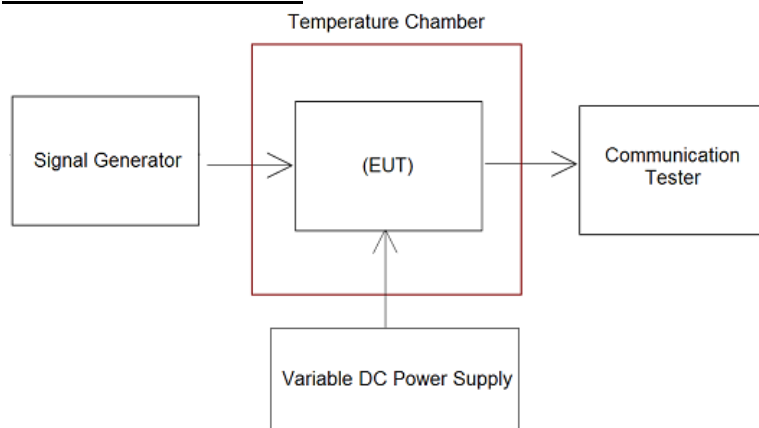 Temperature Chamber
Signal Generator
(EUT)
Communication
Tester
Variable DC Power Supply